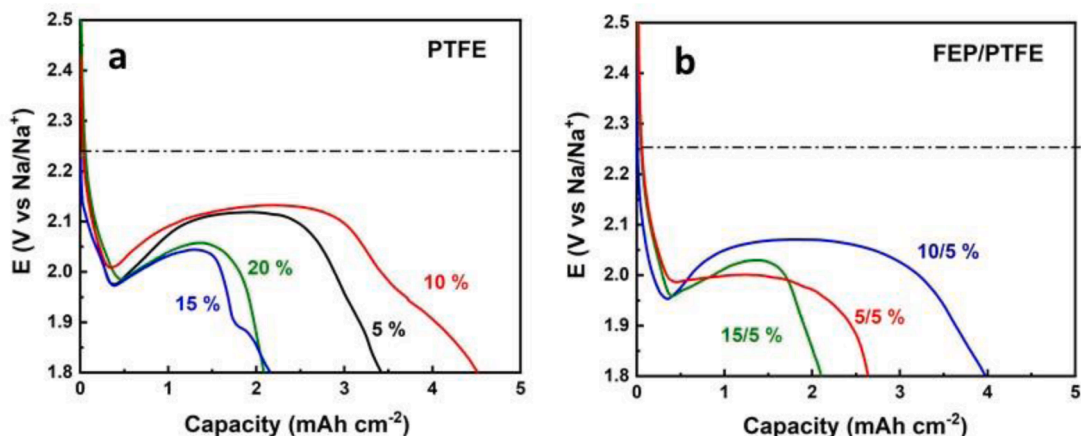 a
PTFE
E (V vs Na/Na⁺)
2.5
2.4
2.3
2.2
2.1
2.0
1.9
1.8
20 %
15 %
10 %
5 %
0 1 2 3 4 5
Capacity (mAh cm⁻²)
b
FEP/PTFE
E (V vs Na/Na⁺)
2.5
2.4
2.3
2.2
2.1
2.0
1.9
1.8
10/5 %
5/5 %
15/5 %
0 1 2 3 4 5
Capacity (mAh cm⁻²)